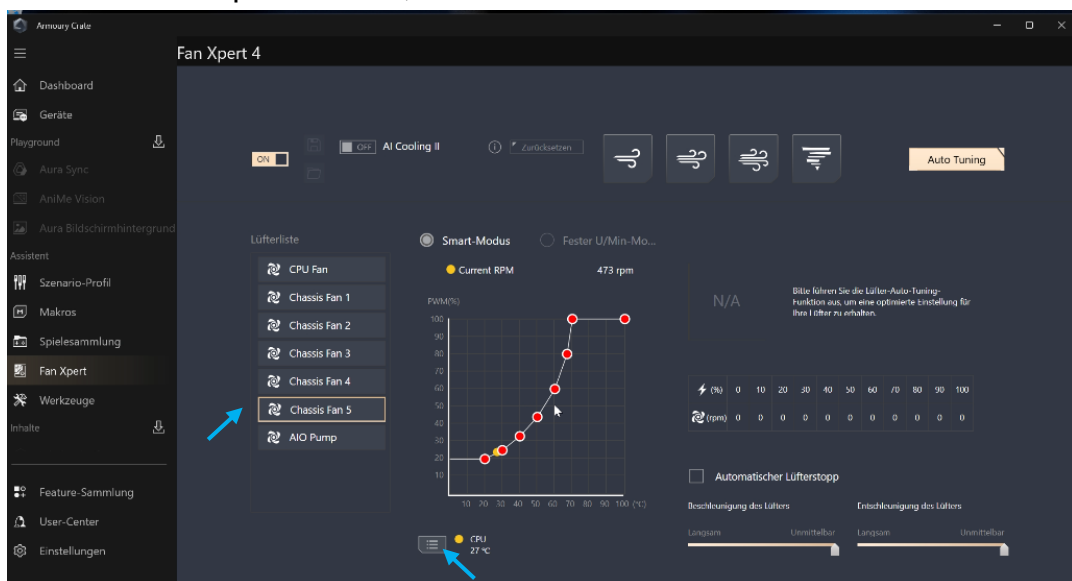 Armoury Crate
Fan Xpert 4
Dashboard
Geräte
Playground
Aura Sync
AniMe Vision
Aura Bildschirmhintergrund
Assistent
Szenario-Profil
Makros
Spielesammlung
Fan Xpert
Werkzeuge
Inhalte
Feature-Sammlung
User-Center
Einstellungen
ON
OFF AI Cooling II
Zurücksetzen
Auto Tuning
Lüfterliste
CPU Fan
Chassis Fan 1
Chassis Fan 2
Chassis Fan 3
Chassis Fan 4
Chassis Fan 5
AIO Pump
Smart-Modus Fester U/Min-Mo...
Current RPM 473 rpm
PWM(%)
100
90
80
70
60
50
40
30
20
10
10 20 30 40 50 60 70 80 90 100 (°C)
CPU
27 °C
N/A
Bitte führen Sie die Lüfter-Auto-Tuning-
Funktion aus, um eine optimierte Einstellung für
Ihre Lüfter zu erhalten.
(%) 0 10 20 30 40 50 60 70 80 90 100
(rpm) 0 0 0 0 0 0 0 0 0 0 0
Automatischer Lüfterstopp
Beschleunigung des Lüfters
Langsam Unmittelbar
Entschleunigung des Lüfters
Langsam Unmittelbar